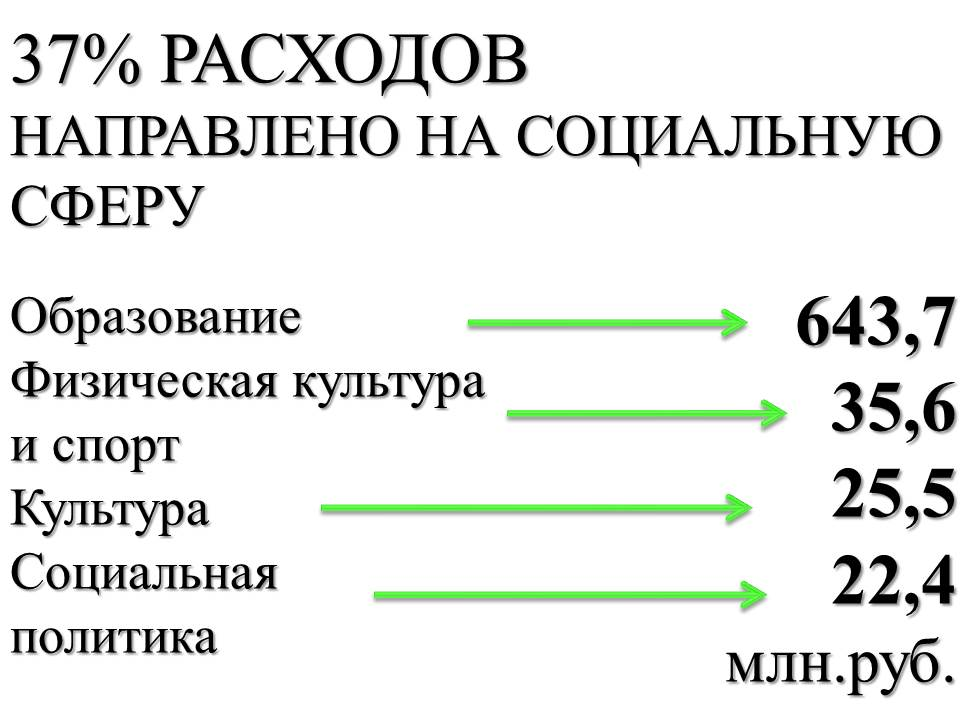 37% РАСХОДОВ
НАПРАВЛЕНО НА СОЦИАЛЬНУЮ
СФЕРУ
Образование 643,7
Физическая культура 35,6
и спорт
Культура 25,5
Социальная 22,4
политика
млн.руб.